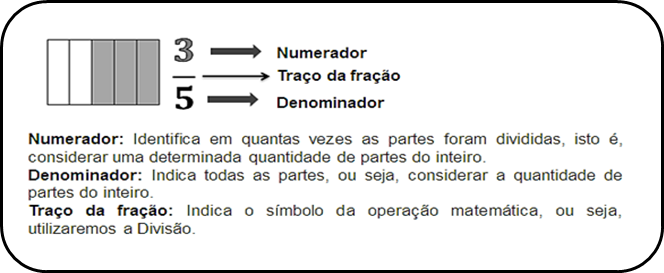 3 Numerador
Traço da fração
5 Denominador
Numerador: Identifica em quantas vezes as partes foram divididas, isto é,
considerar uma determinada quantidade de partes do inteiro.
Denominador: Indica todas as partes, ou seja, considerar a quantidade de
partes do inteiro.
Traço da fração: Indica o símbolo da operação matemática, ou seja,
utilizaremos a Divisão.